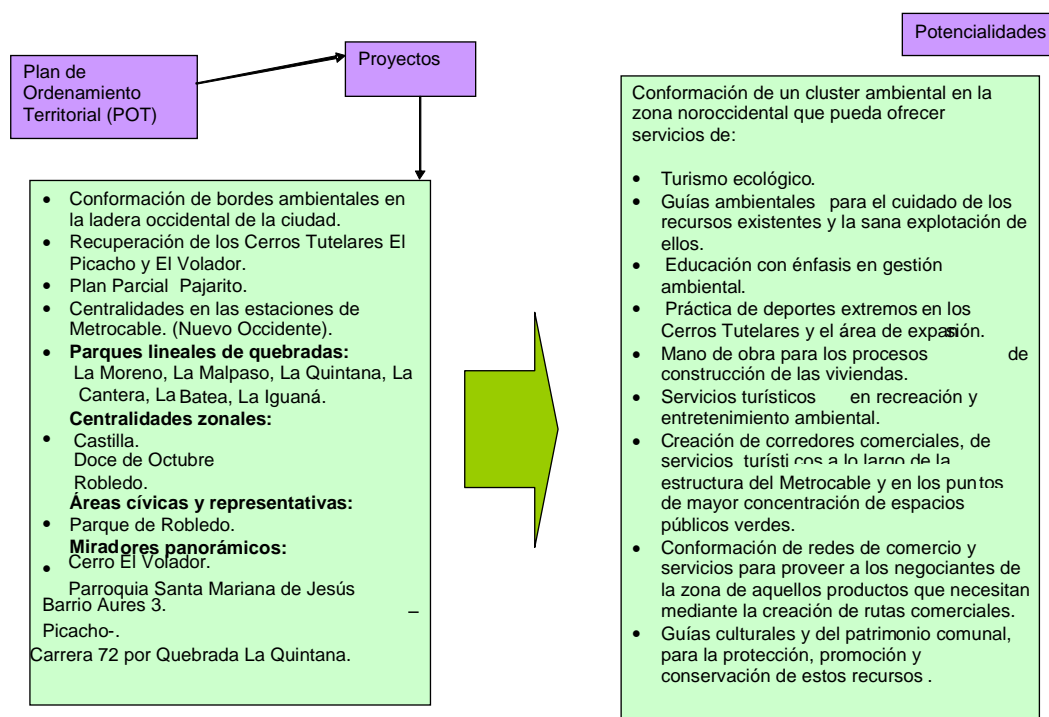 Plan de
Ordenamiento
Territorial (POT)
Proyectos
• Conformación de bordes ambientales en
la ladera occidental de la ciudad.
• Recuperación de los Cerros Tutelares El
Picacho y El Volador.
• Plan Parcial Pajarito.
• Centralidades en las estaciones de
Metrocable. (Nuevo Occidente).
• Parques lineales de quebradas:
La Moreno, La Malpaso, La Quintana, La
Cantera, La Batea, La Iguaná.
Centralidades zonales:
• Castilla.
Doce de Octubre
Robledo.
Áreas cívicas y representativas:
• Parque de Robledo.
Miradores panorámicos:
• Cerro El Volador.
Parroquia Santa Mariana de Jesús
Barrio Aures 3. –
Picacho-.
Carrera 72 por Quebrada La Quintana.
Potencialidades
Conformación de un cluster ambiental en la
zona noroccidental que pueda ofrecer
servicios de:
• Turismo ecológico.
• Guías ambientales para el cuidado de los
recursos existentes y la sana explotación de
ellos.
• Educación con énfasis en gestión
ambiental.
• Práctica de deportes extremos en los
Cerros Tutelares y el área de expansión.
• Mano de obra para los procesos de
construcción de las viviendas.
• Servicios turísticos en recreación y
entretenimiento ambiental.
• Creación de corredores comerciales, de
servicios turísticos a lo largo de la
estructura del Metrocable y en los puntos
de mayor concentración de espacios
públicos verdes.
• Conformación de redes de comercio y
servicios para proveer a los negociantes de
la zona de aquellos productos que necesitan
mediante la creación de rutas comerciales.
• Guías culturales y del patrimonio comunal,
para la protección, promoción y
conservación de estos recursos .